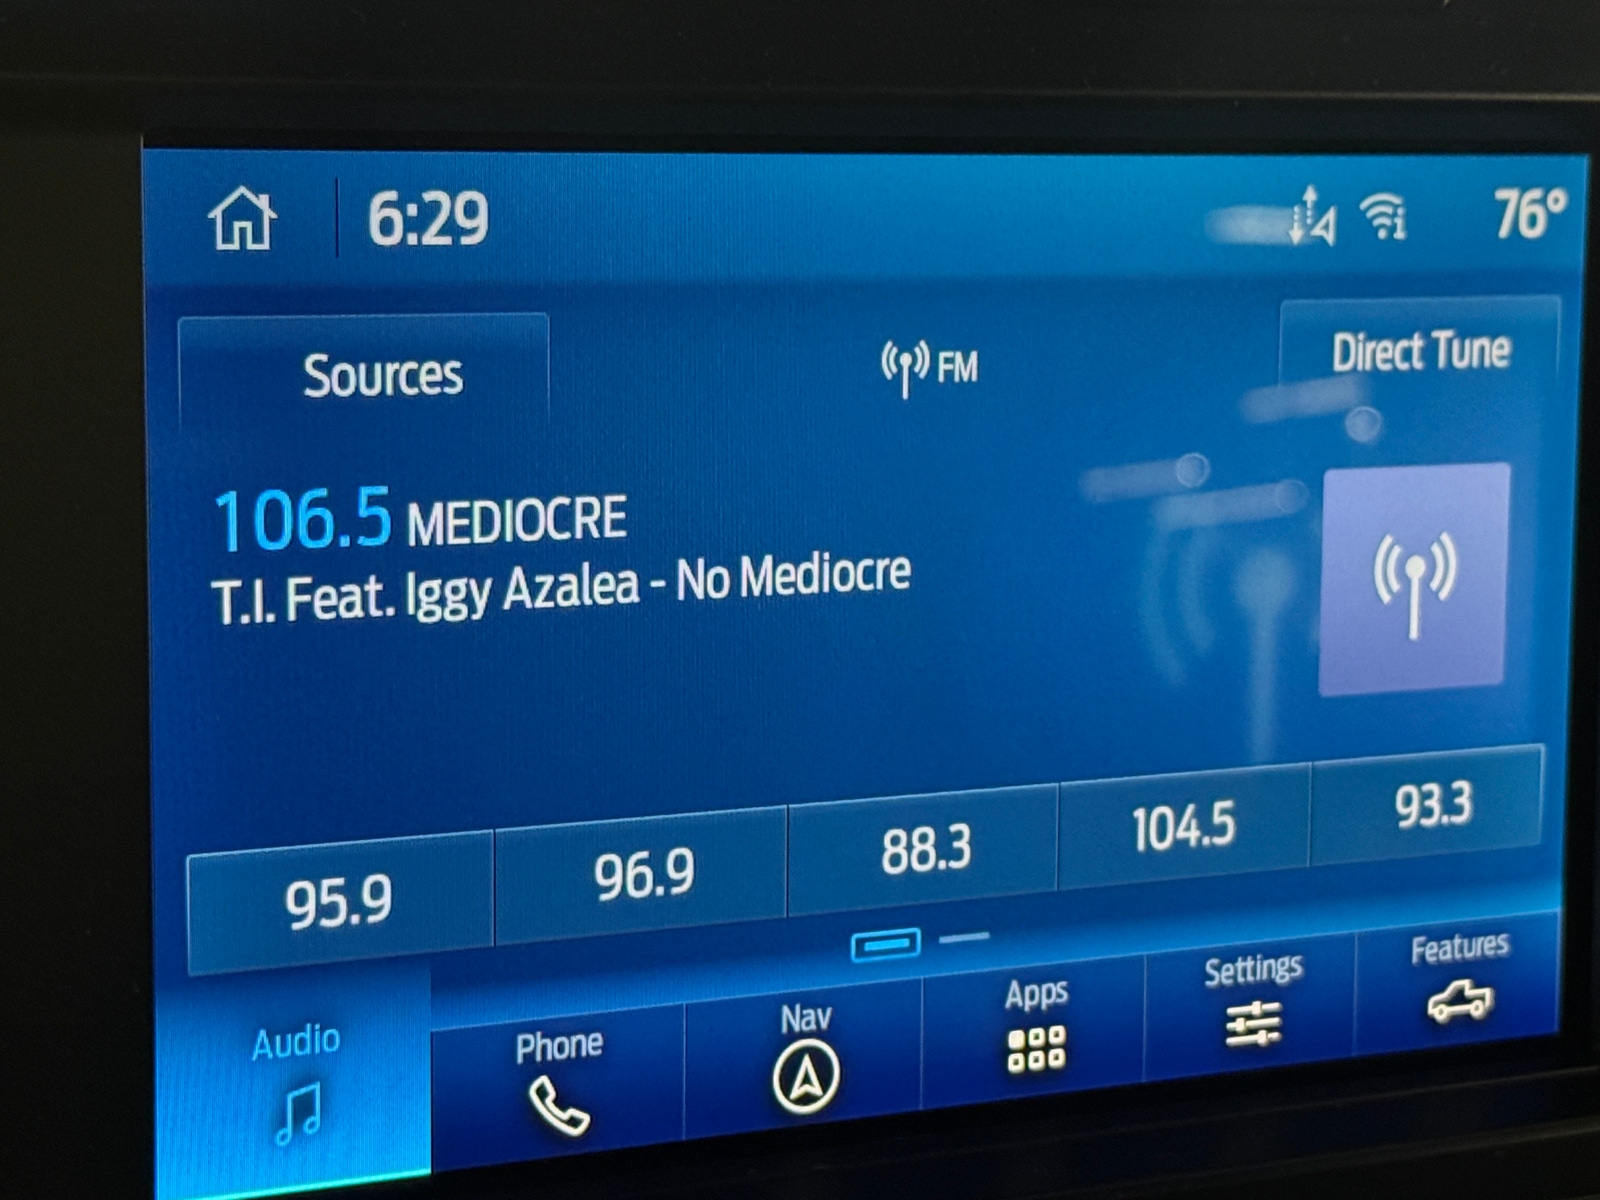 6:29
76°
Sources
FM
Direct Tune
106.5 MEDIOCRE
T.I. Feat. Iggy Azalea - No Mediocre
95.9
96.9
88.3
104.5
93.3
Audio
Phone
Nav
Apps
Settings
Features